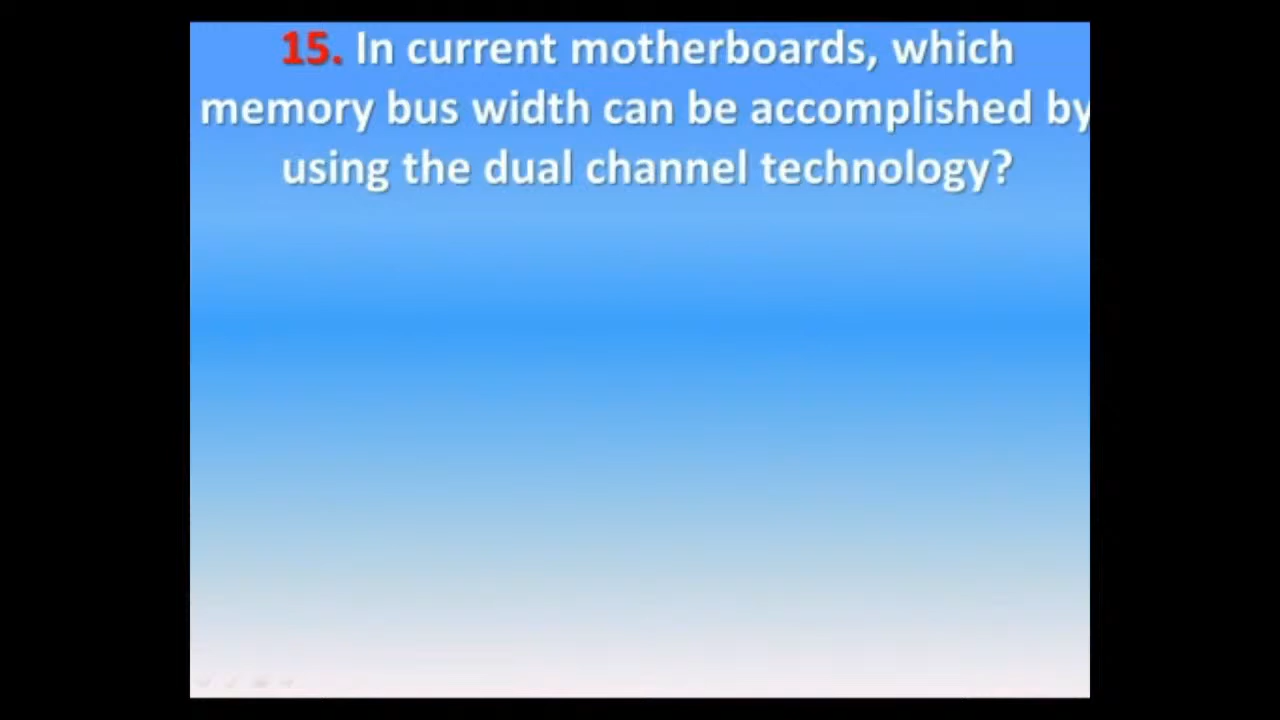 15. In current motherboards, which
memory bus width can be accomplished by
using the dual channel technology?